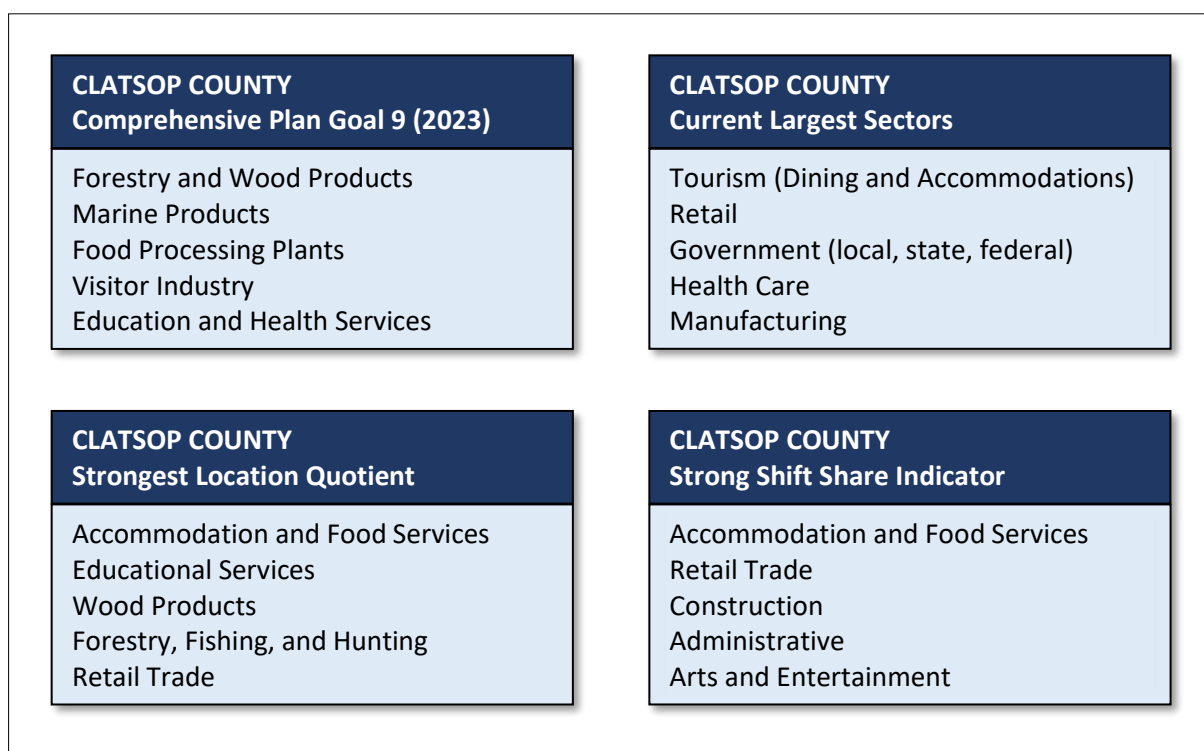 CLATSOP COUNTY
Comprehensive Plan Goal 9 (2023)
Forestry and Wood Products
Marine Products
Food Processing Plants
Visitor Industry
Education and Health Services
CLATSOP COUNTY
Current Largest Sectors
Tourism (Dining and Accommodations)
Retail
Government (local, state, federal)
Health Care
Manufacturing
CLATSOP COUNTY
Strongest Location Quotient
Accommodation and Food Services
Educational Services
Wood Products
Forestry, Fishing, and Hunting
Retail Trade
CLATSOP COUNTY
Strong Shift Share Indicator
Accommodation and Food Services
Retail Trade
Construction
Administrative
Arts and Entertainment